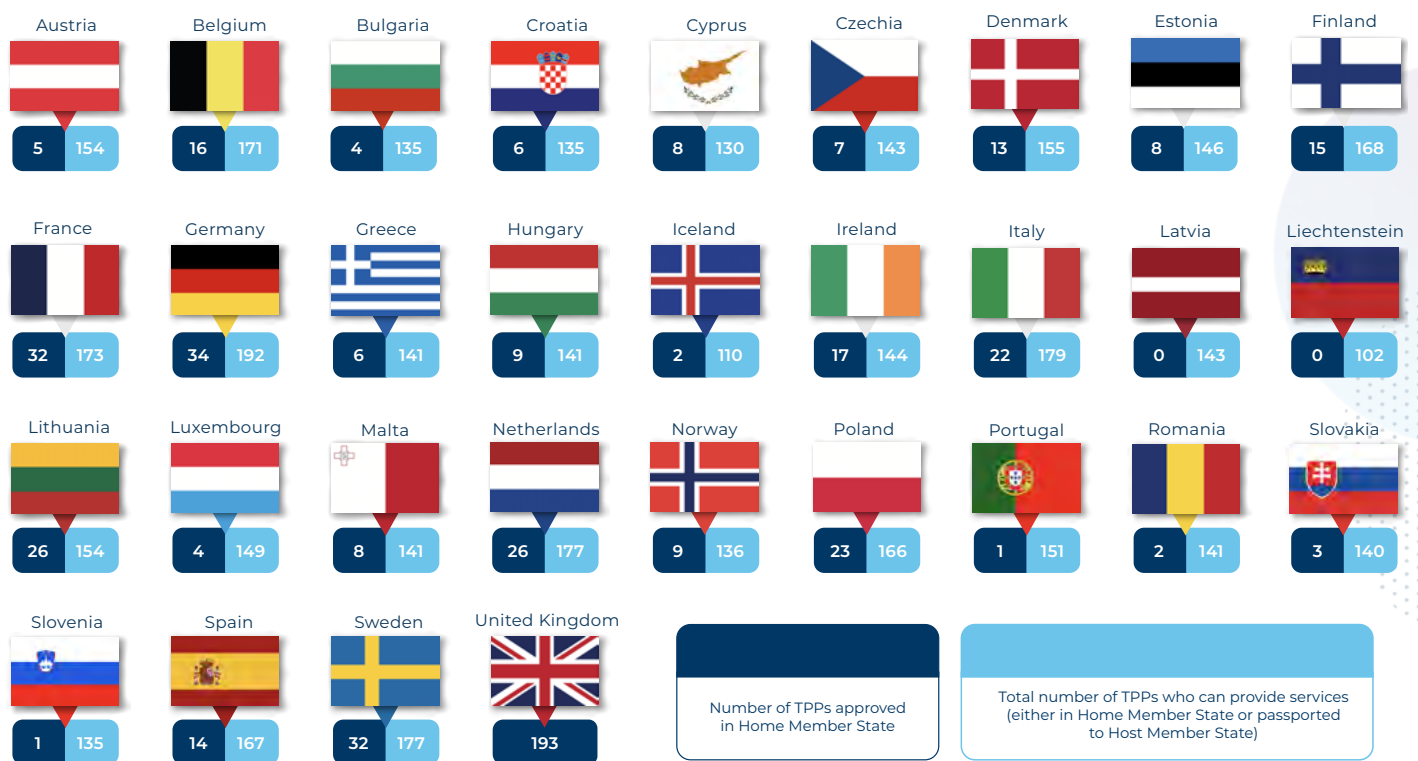 Austria Belgium Bulgaria Croatia Cyprus Czechia Denmark Estonia Finland
5 154 16 171 4 135 6 135 8 130 7 143 13 155 8 146 15 168
France Germany Greece Hungary Iceland Ireland Italy Latvia Liechtenstein
32 173 34 192 6 141 9 141 2 110 17 144 22 179 0 143 0 102
Lithuania Luxembourg Malta Netherlands Norway Poland Portugal Romania Slovakia
26 154 4 149 8 141 26 177 9 136 23 166 1 151 2 141 3 140
Slovenia Spain Sweden United Kingdom
1 135 14 167 32 177 193
Number of TPPs approved
in Home Member State
Total number of TPPs who can provide services
(either in Home Member State or passported
to Host Member State)